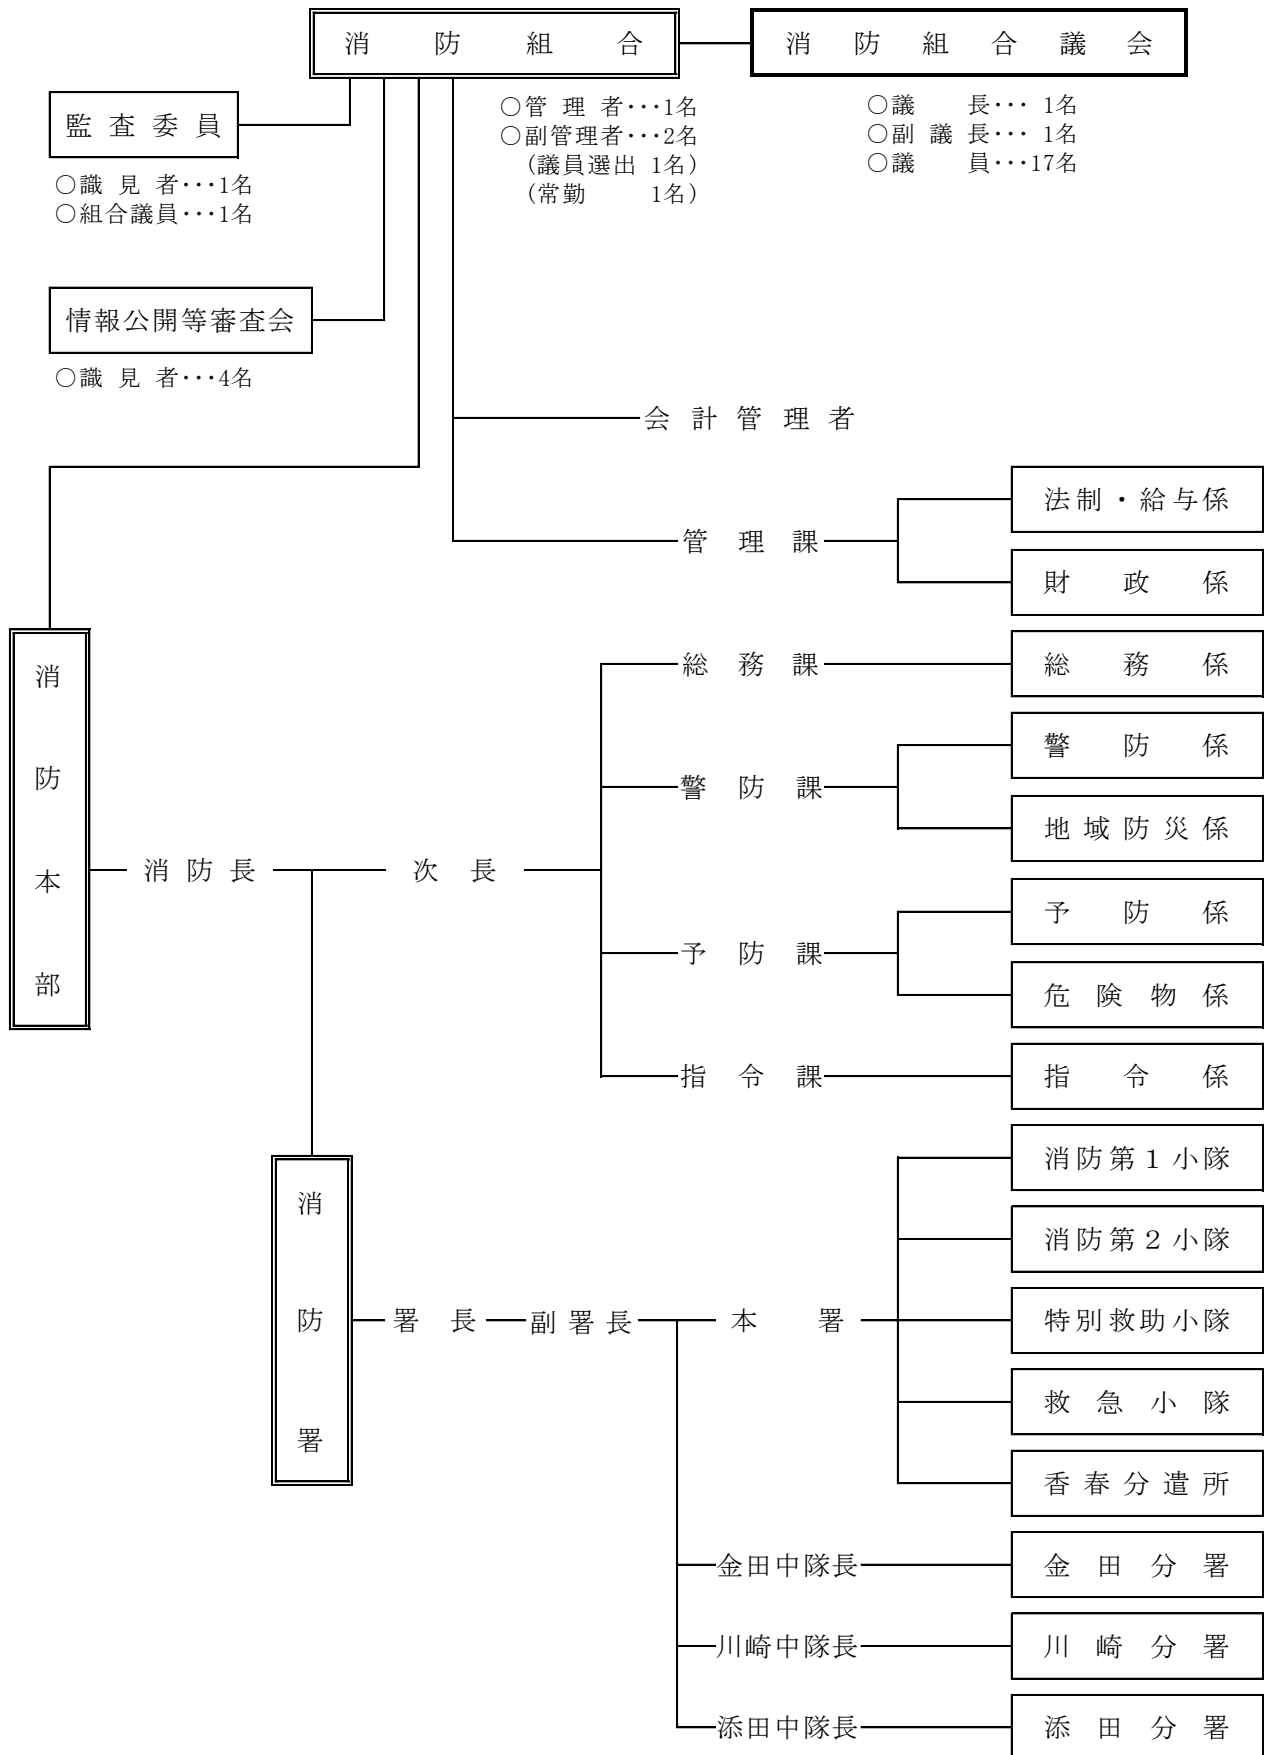 消防組合
消防組合議会
○管理者･･･1名
○副管理者･･･2名
(議員選出 1名)
(常勤 1名)
○議長･･･ 1名
○副議長･･･ 1名
○議員･･･17名
監査委員
○識見者･･･1名
○組合議員･･･1名
情報公開等審査会
○識見者･･･4名
会計管理者
管理課
法制・給与係
財政係
消防本部
消防長
次長
総務課
総務係
警防課
警防係
地域防災係
予防課
予防係
危険物係
指令課
指令係
消防署
署長
副署長
本署
消防第１小隊
消防第２小隊
特別救助小隊
救急小隊
香春分遣所
金田中隊長
金田分署
川崎中隊長
川崎分署
添田中隊長
添田分署